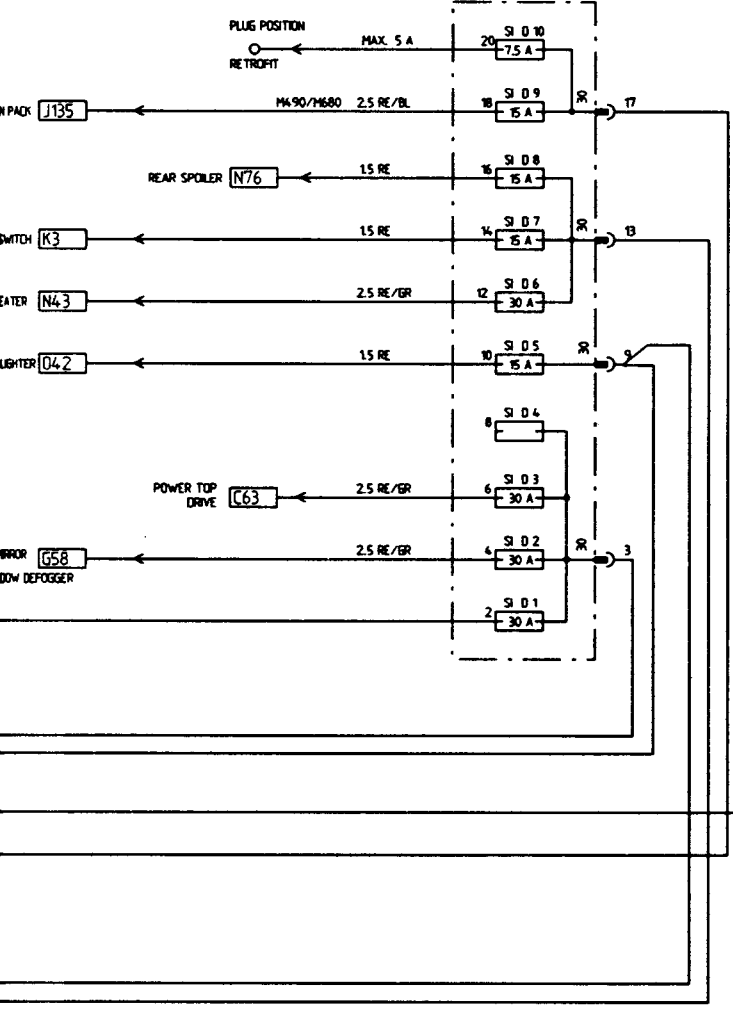 PLUG POSITION
RETROFIT
MAX. 5 A
20
SI D 10
7.5 A
N PACK J135
M490/M680 2.5 RE/BL
18
SI D 9
15 A
30
17
REAR SPOILER N76
1.5 RE
16
SI D 8
15 A
SWITCH K3
1.5 RE
14
SI D 7
15 A
30
13
EATER N43
2.5 RE/GR
12
SI D 6
30 A
LIGHTER D42
1.5 RE
10
SI D 5
15 A
30
9
8
SI D 4
POWER TOP
DRIVE C63
2.5 RE/GR
6
SI D 3
30 A
IRROR G58
DOW DEFOGGER
2.5 RE/GR
4
SI D 2
30 A
30
3
2
SI D 1
30 A